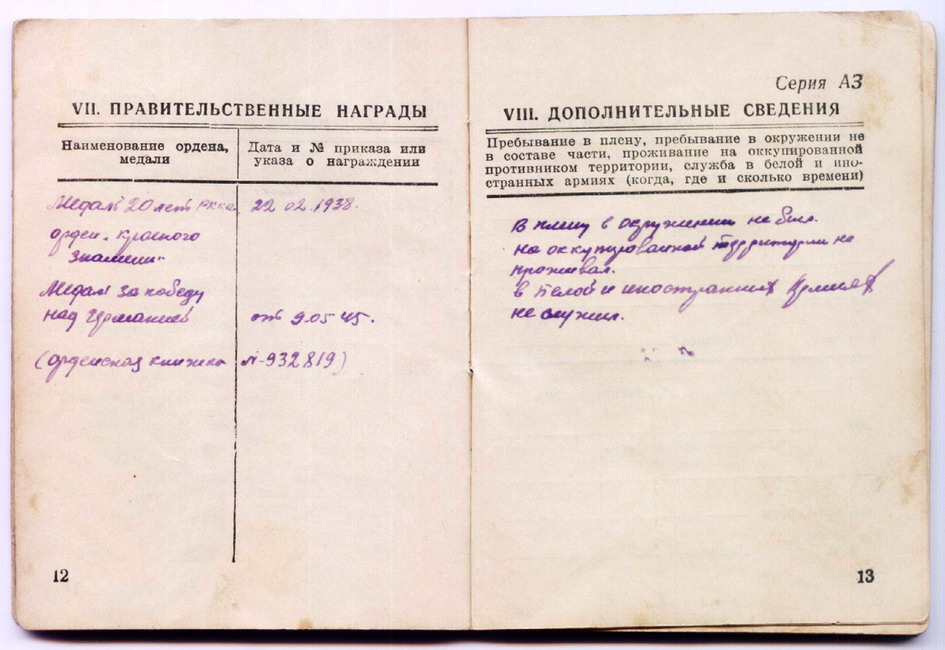 VII. ПРАВИТЕЛЬСТВЕННЫЕ НАГРАДЫ
Наименование ордена, медали
Дата и № приказа или указа о награждении
Медаль 20 лет РККА 22 02.1938.
орден. красного
знамени"
Медаль за победу
над Германией от 9.05 45.
(орденская книжка №-932819)
12
Серия АЗ
VIII. ДОПОЛНИТЕЛЬНЫЕ СВЕДЕНИЯ
Пребывание в плену, пребывание в окружении не
в составе части, проживание на оккупированной
противником территории, служба в белой и ино-
странных армиях (когда, где и сколько времени)
В плену в окружении не был.
на оккупированной территории не
проживал.
в Белой и иностранных Армиях
не служил.
13